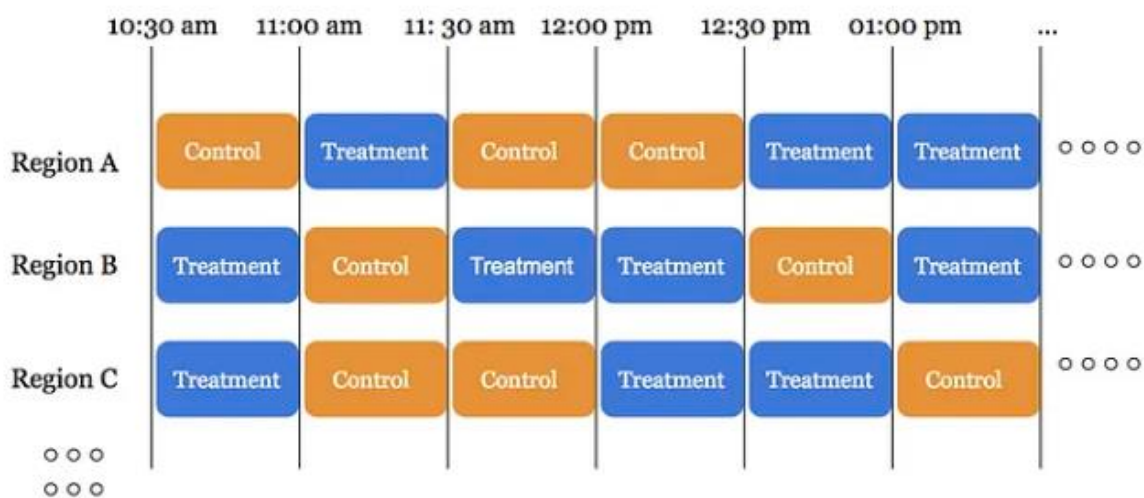 10:30 am 11:00 am 11:30 am 12:00 pm 12:30 pm 01:00 pm ...
Region A Control Treatment Control Control Treatment Treatment
Region B Treatment Control Treatment Treatment Control Treatment
Region C Treatment Control Control Treatment Treatment Control